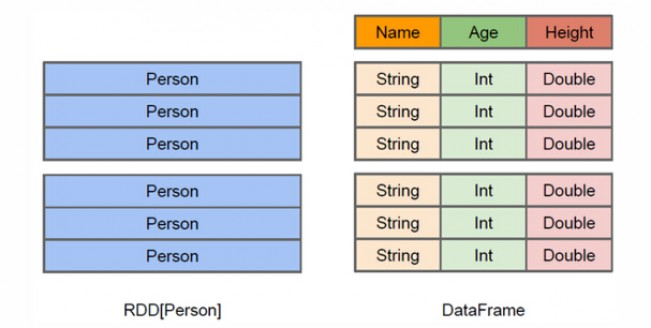 Name Age Height
Person String Int Double
Person String Int Double
Person String Int Double
Person String Int Double
Person String Int Double
Person String Int Double
RDD[Person] DataFrame